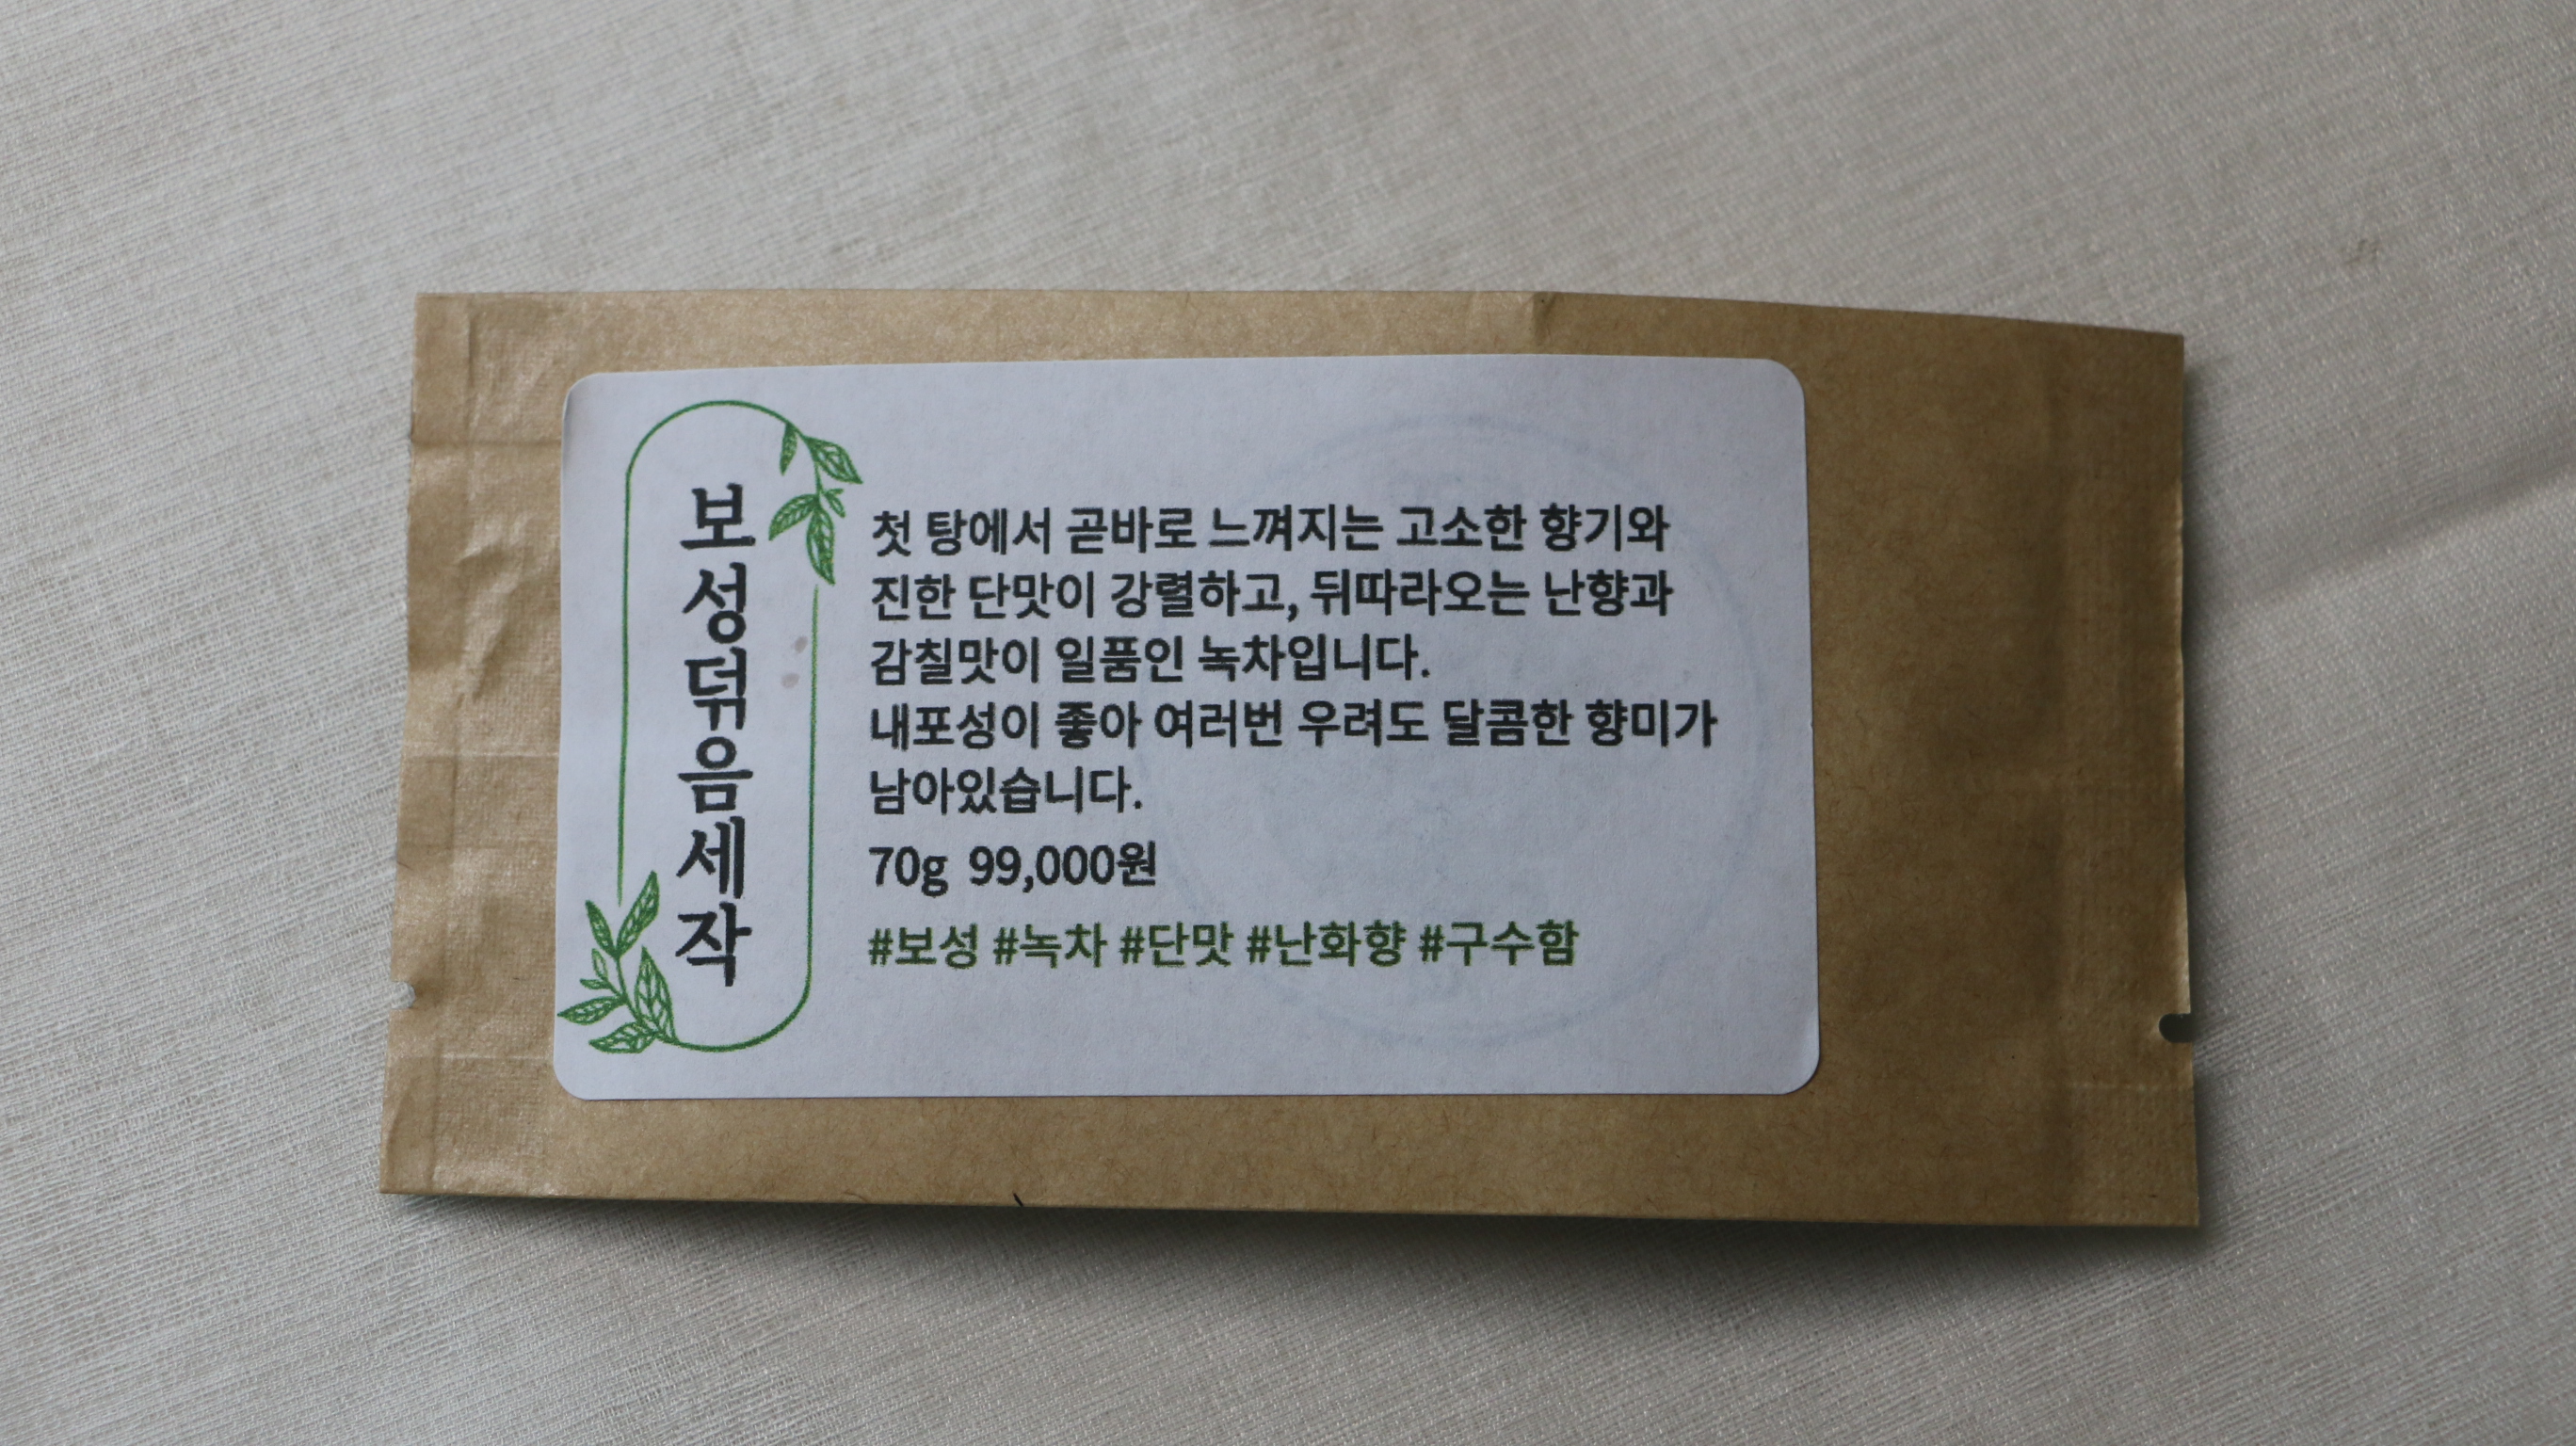 보성덖음세작
첫 탕에서 곧바로 느껴지는 고소한 향기와
진한 단맛이 강렬하고, 뒤따라오는 난향과
감칠맛이 일품인 녹차입니다.
내포성이 좋아 여러번 우려도 달콤한 향미가
남아있습니다.
70g 99,000원
#보성 #녹차 #단맛 #난화향 #구수함